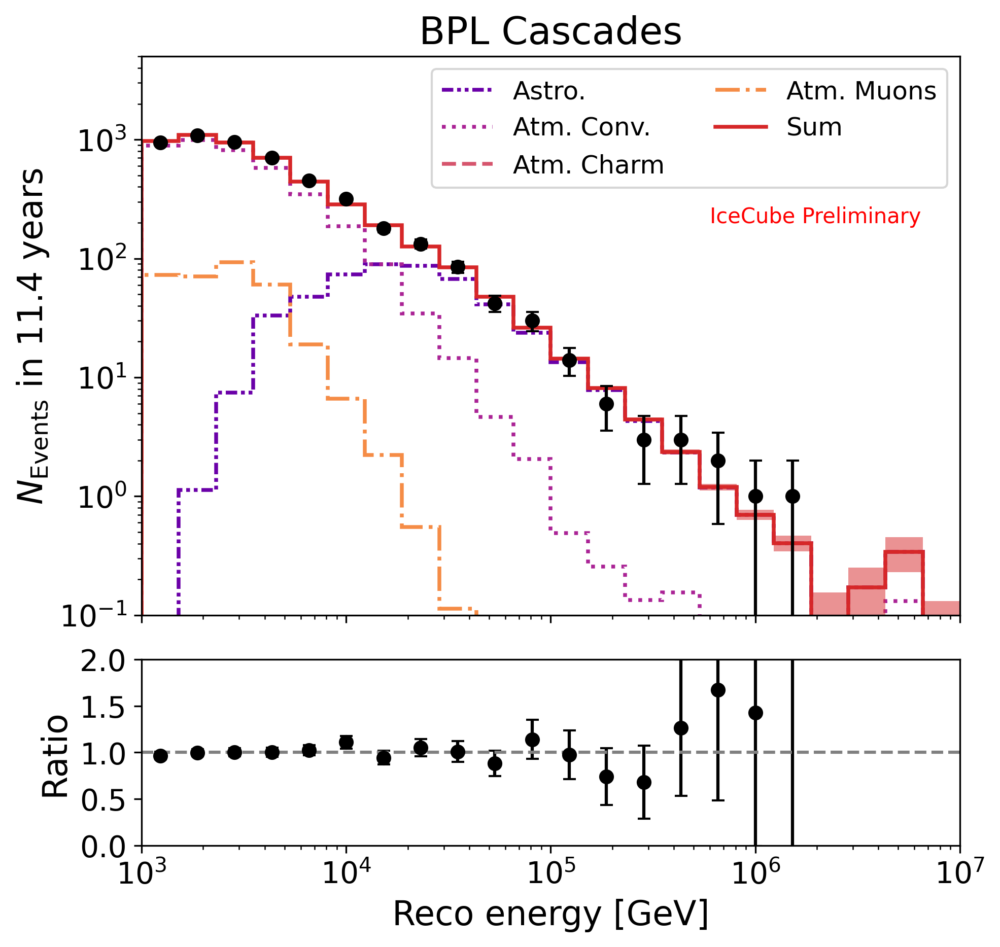 BPL Cascades
Astro.
Atm. Conv.
Atm. Charm
Atm. Muons
Sum
IceCube Preliminary
N_Events in 11.4 years
10³
10²
10¹
10⁰
10⁻¹
Ratio
2.0
1.5
1.0
0.5
0.0
10³ 10⁴ 10⁵ 10⁶ 10⁷
Reco energy [GeV]